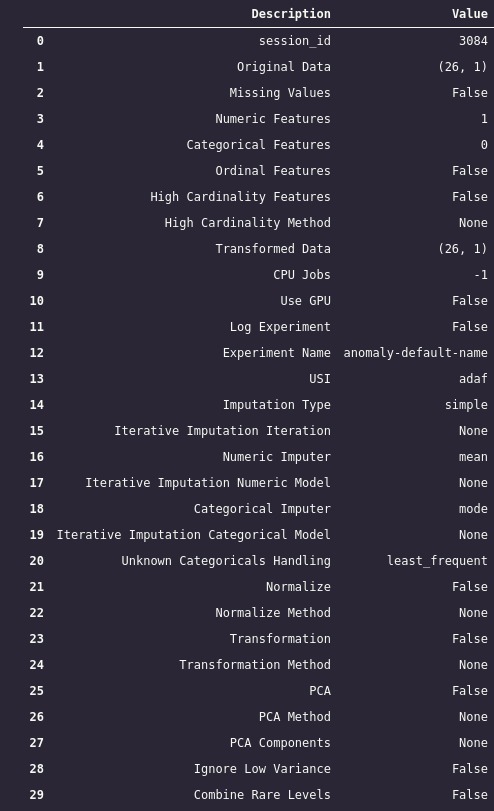 Description Value
0 session_id 3084
1 Original Data (26, 1)
2 Missing Values False
3 Numeric Features 1
4 Categorical Features 0
5 Ordinal Features False
6 High Cardinality Features False
7 High Cardinality Method None
8 Transformed Data (26, 1)
9 CPU Jobs -1
10 Use GPU False
11 Log Experiment False
12 Experiment Name anomaly-default-name
13 USI adaf
14 Imputation Type simple
15 Iterative Imputation Iteration None
16 Numeric Imputer mean
17 Iterative Imputation Numeric Model None
18 Categorical Imputer mode
19 Iterative Imputation Categorical Model None
20 Unknown Categoricals Handling least_frequent
21 Normalize False
22 Normalize Method None
23 Transformation False
24 Transformation Method None
25 PCA False
26 PCA Method None
27 PCA Components None
28 Ignore Low Variance False
29 Combine Rare Levels False